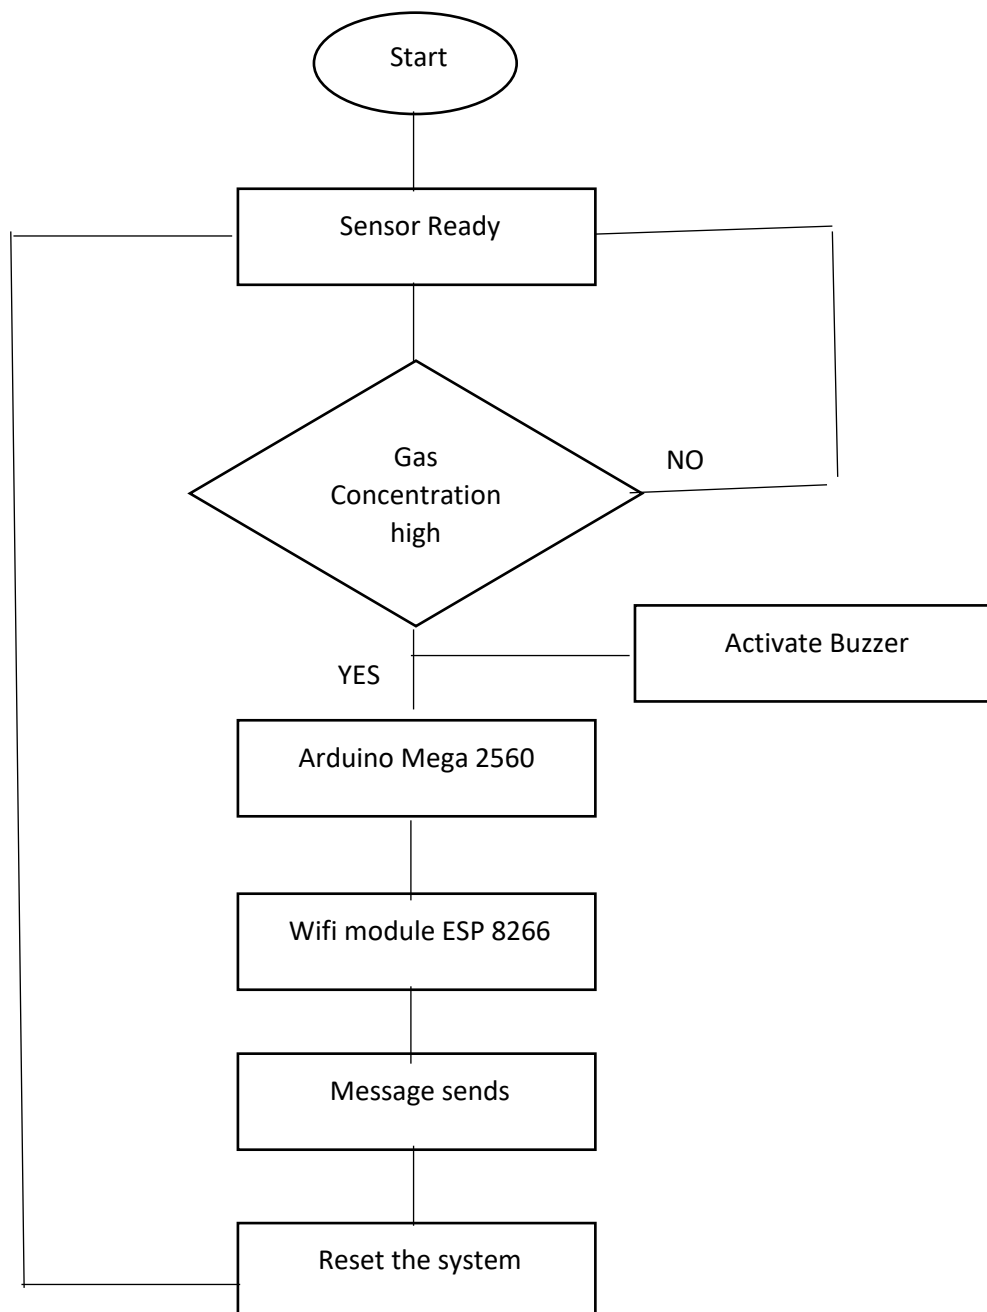 Start
Sensor Ready
Gas
Concentration
high
NO
Activate Buzzer
YES
Arduino Mega 2560
Wifi module ESP 8266
Message sends
Reset the system